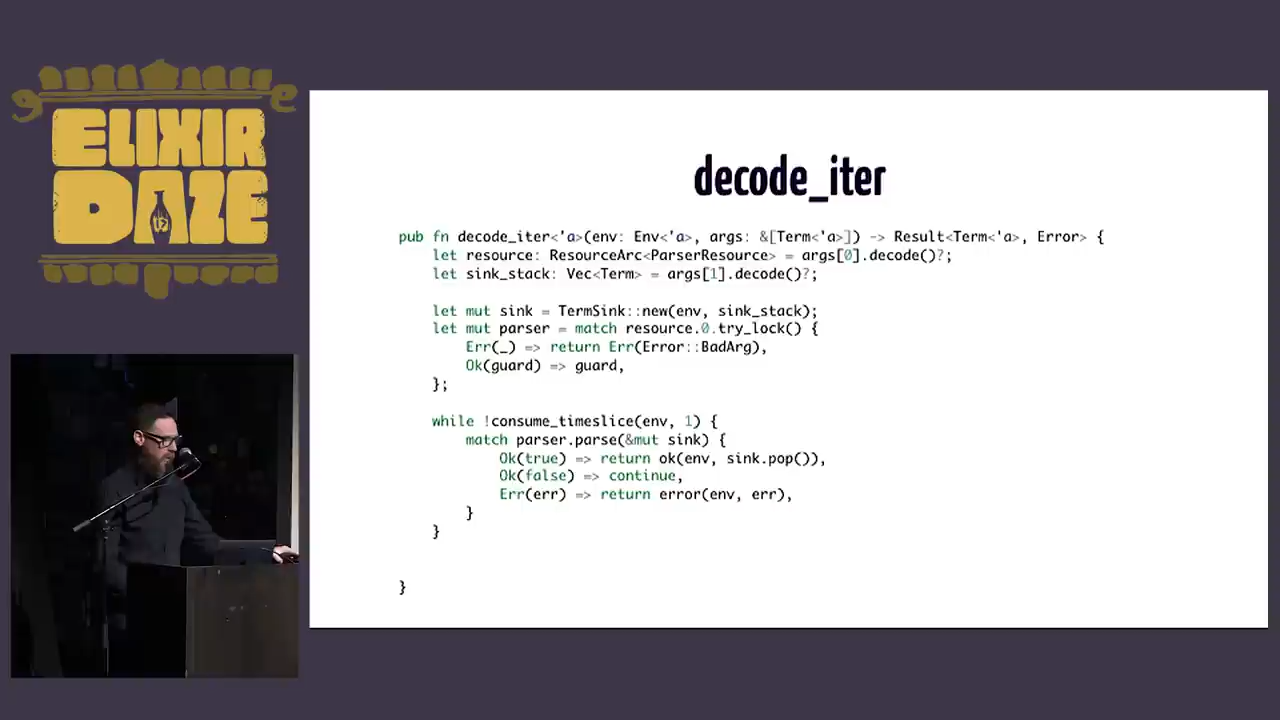 ELIXIR
DAZE
decode_iter
pub fn decode_iter<'a>(env: Env<'a>, args: &[Term<'a>]) -> Result<Term<'a>, Error> {
    let resource: ResourceArc<ParserResource> = args[0].decode()?;
    let sink_stack: Vec<Term> = args[1].decode()?;
    let mut sink = TermSink::new(env, sink_stack);
    let mut parser = match resource.0.try_lock() {
        Err(_) => return Err(Error::BadArg),
        Ok(guard) => guard,
    };
    while !consume_timeslice(env, 1) {
        match parser.parse(&mut sink) {
            Ok(true) => return ok(env, sink.pop()),
            Ok(false) => continue,
            Err(err) => return error(env, err),
        }
    }
}